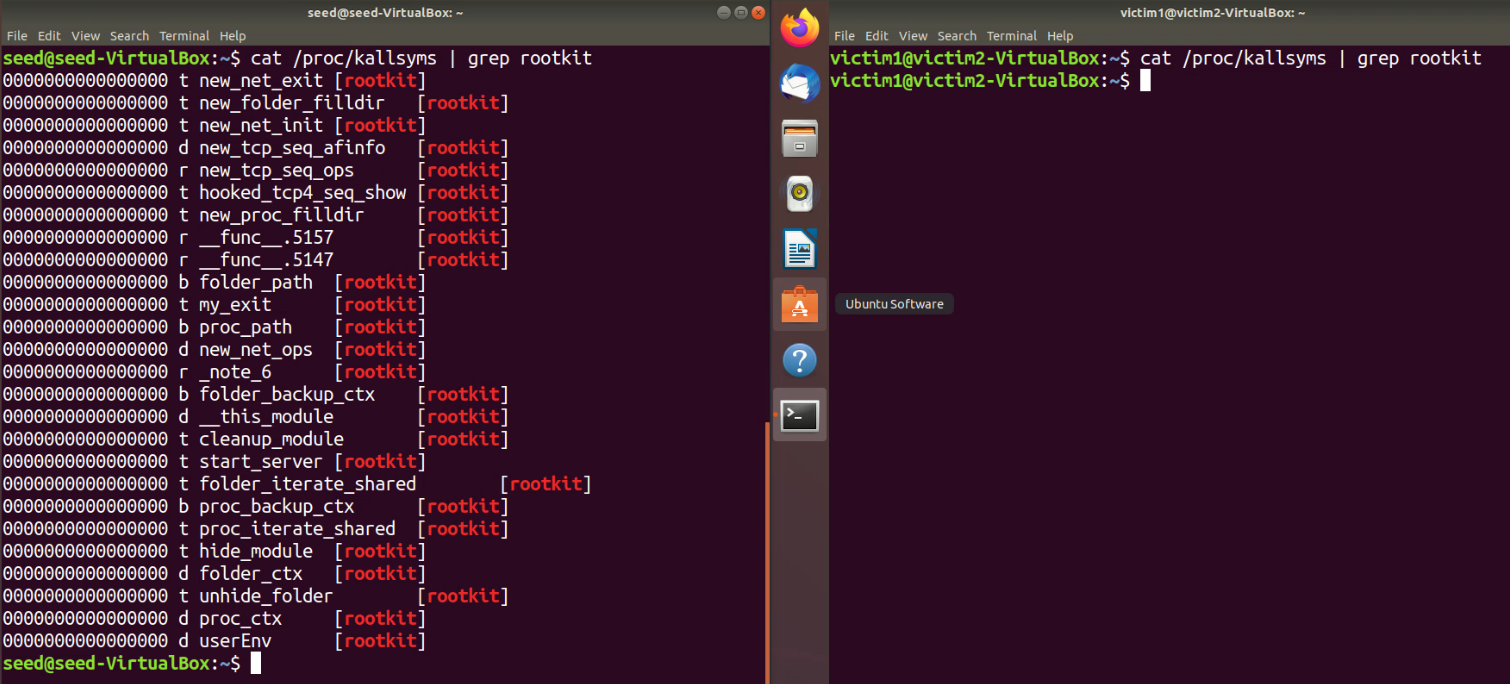 seed@seed-VirtualBox: ~
File Edit View Search Terminal Help
seed@seed-VirtualBox:~$ cat /proc/kallsyms | grep rootkit
0000000000000000 t new_net_exit [rootkit]
0000000000000000 t new_folder_filldir [rootkit]
0000000000000000 t new_net_init [rootkit]
0000000000000000 d new_tcp_seq_afinfo [rootkit]
0000000000000000 r new_tcp_seq_ops [rootkit]
0000000000000000 t hooked_tcp4_seq_show [rootkit]
0000000000000000 t new_proc_filldir [rootkit]
0000000000000000 r __func__.5157 [rootkit]
0000000000000000 r __func__.5147 [rootkit]
0000000000000000 b folder_path [rootkit]
0000000000000000 t my_exit [rootkit]
0000000000000000 b proc_path [rootkit]
0000000000000000 d new_net_ops [rootkit]
0000000000000000 r _note_6 [rootkit]
0000000000000000 b folder_backup_ctx [rootkit]
0000000000000000 d __this_module [rootkit]
0000000000000000 t cleanup_module [rootkit]
0000000000000000 t start_server [rootkit]
0000000000000000 t folder_iterate_shared [rootkit]
0000000000000000 b proc_backup_ctx [rootkit]
0000000000000000 t proc_iterate_shared [rootkit]
0000000000000000 t hide_module [rootkit]
0000000000000000 d folder_ctx [rootkit]
0000000000000000 t unhide_folder [rootkit]
0000000000000000 d proc_ctx [rootkit]
0000000000000000 d userEnv [rootkit]
seed@seed-VirtualBox:~$
Ubuntu Software
victim1@victim2-VirtualBox: ~
File Edit View Search Terminal Help
victim1@victim2-VirtualBox:~$ cat /proc/kallsyms | grep rootkit
victim1@victim2-VirtualBox:~$